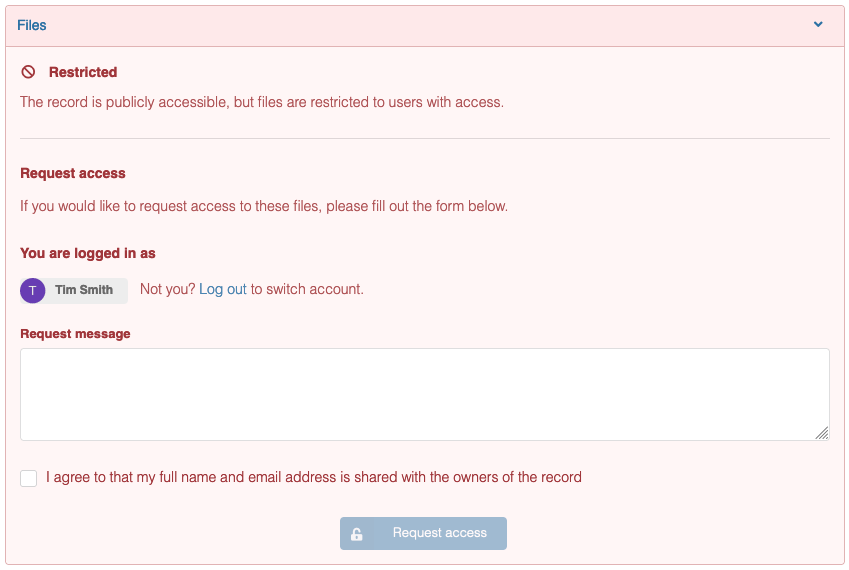 Files
Restricted
The record is publicly accessible, but files are restricted to users with access.
Request access
If you would like to request access to these files, please fill out the form below.
You are logged in as
T Tim Smith Not you? Log out to switch account.
Request message
I agree to that my full name and email address is shared with the owners of the record
Request access